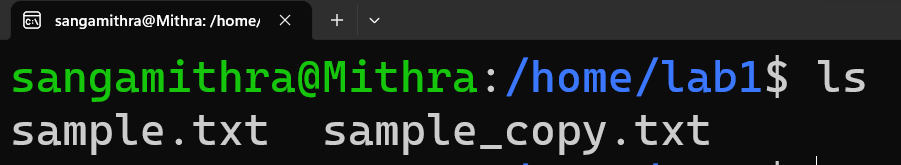 sangamithra@Mithra: /home/
sangamithra@Mithra:/home/lab1$ ls
sample.txt  sample_copy.txt